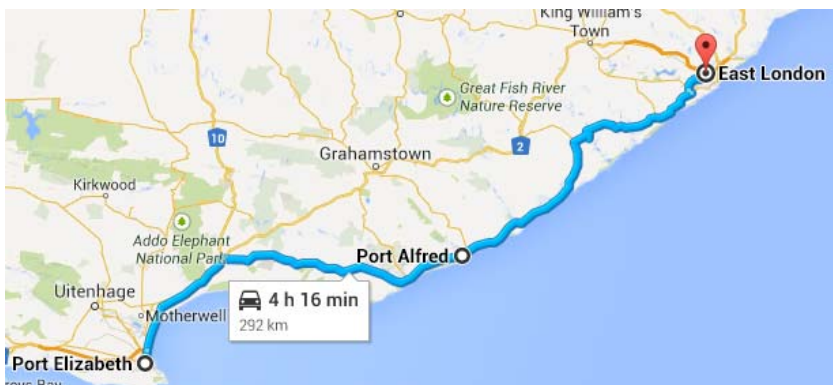 King William's
Town
East London
Great Fish River
Nature Reserve
10
2
Grahamstown
Kirkwood
Addo Elephant
National Park
Port Alfred
Uitenhage
4 h 16 min
292 km
Motherwell
Port Elizabeth
Bay